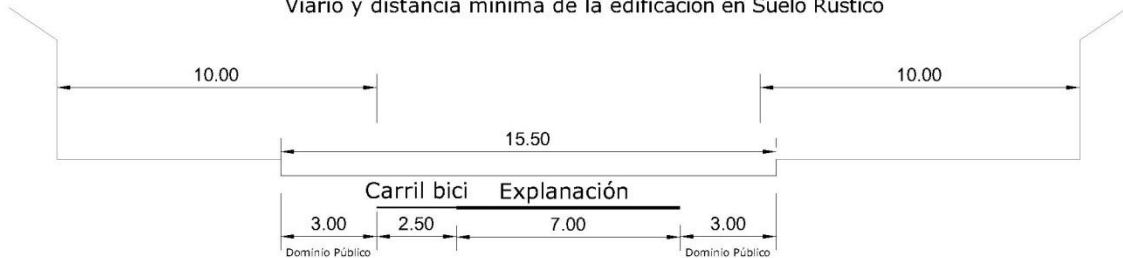 Viario y distancia mínima de la edificación en Suelo Rústico
10.00 10.00
15.50
Carril bici Explanación
3.00 2.50 7.00 3.00
Dominio Público Dominio Público